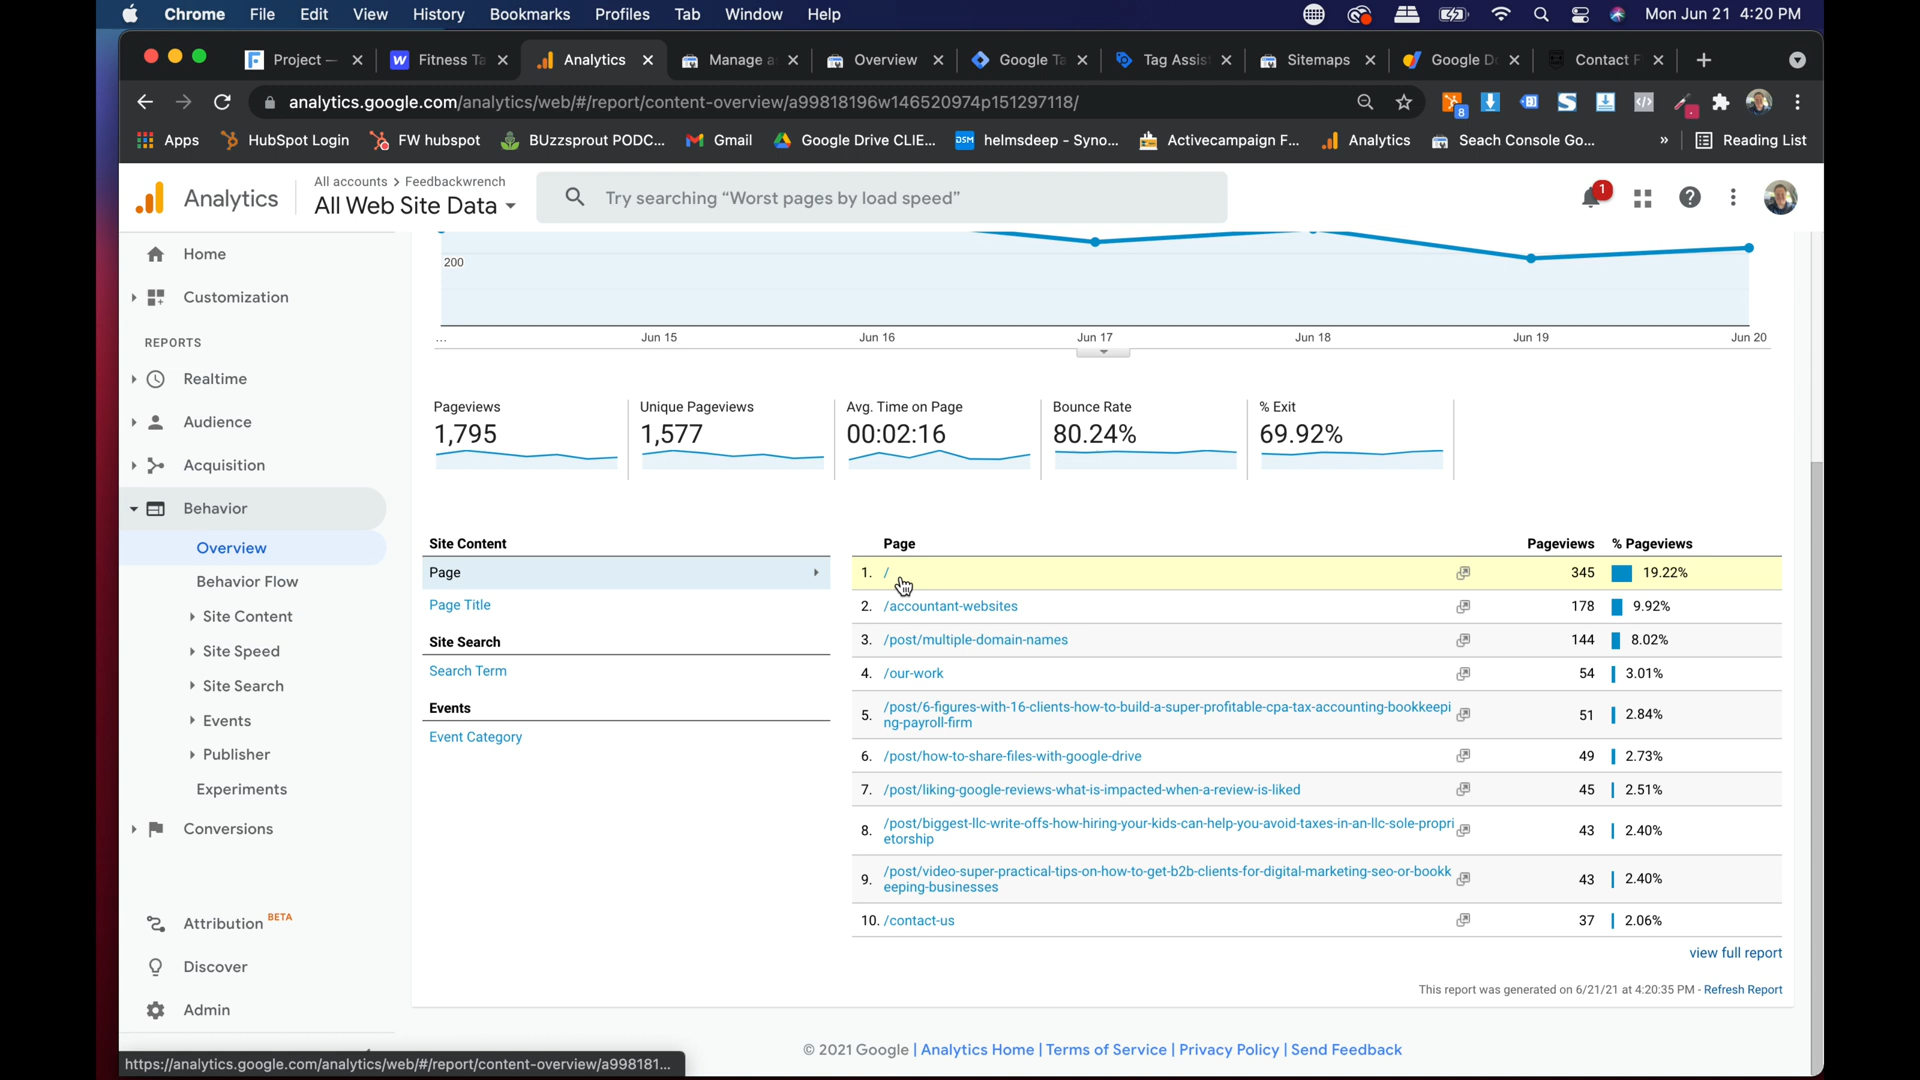 Chrome File Edit View History Bookmarks Profiles Tab Window Help Mon Jun 21 4:20 PM
Project — Fitness Ta Analytics Manage a Overview Google Ta Tag Assis Sitemaps Google D Contact F
analytics.google.com/analytics/web/#/report/content-overview/a99818196w146520974p151297118/
8
Apps HubSpot Login FW hubspot BUzzsprout PODC... Gmail Google Drive CLIE... DSM helmsdeep - Syno... Activecampaign F... Analytics Seach Console Go... » Reading List
Analytics
All accounts > Feedbackwrench
All Web Site Data
Try searching “Worst pages by load speed”
1
Home
Customization
REPORTS
Realtime
Audience
Acquisition
Behavior
Overview
Behavior Flow
Site Content
Site Speed
Site Search
Events
Publisher
Experiments
Conversions
Attribution BETA
Discover
Admin
200
... Jun 15 Jun 16 Jun 17 Jun 18 Jun 19 Jun 20
Pageviews
1,795
Unique Pageviews
1,577
Avg. Time on Page
00:02:16
Bounce Rate
80.24%
% Exit
69.92%
Site Content
Page
Page Title
Site Search
Search Term
Events
Event Category
Page Pageviews % Pageviews
1. / 345 19.22%
2. /accountant-websites 178 9.92%
3. /post/multiple-domain-names 144 8.02%
4. /our-work 54 3.01%
5. /post/6-figures-with-16-clients-how-to-build-a-super-profitable-cpa-tax-accounting-bookkeepi
ng-payroll-firm 51 2.84%
6. /post/how-to-share-files-with-google-drive 49 2.73%
7. /post/liking-google-reviews-what-is-impacted-when-a-review-is-liked 45 2.51%
8. /post/biggest-llc-write-offs-how-hiring-your-kids-can-help-you-avoid-taxes-in-an-llc-sole-propri
etorship 43 2.40%
9. /post/video-super-practical-tips-on-how-to-get-b2b-clients-for-digital-marketing-seo-or-bookk
eeping-businesses 43 2.40%
10. /contact-us 37 2.06%
view full report
This report was generated on 6/21/21 at 4:20:35 PM - Refresh Report
© 2021 Google | Analytics Home | Terms of Service | Privacy Policy | Send Feedback
https://analytics.google.com/analytics/web/#/report/content-overview/a998181...